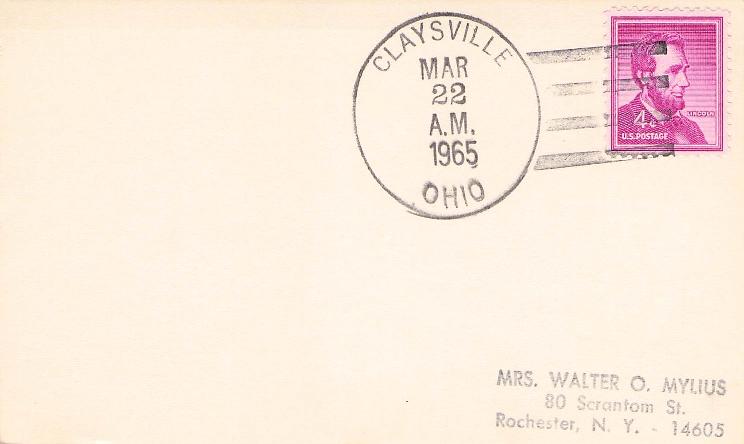 CLAYSVILLE
MAR
22
A.M.
1965
OHIO
LINCOLN
4¢
U.S. POSTAGE
MRS. WALTER O. MYLIUS
80 Scrantom St.
Rochester, N. Y. - 14605